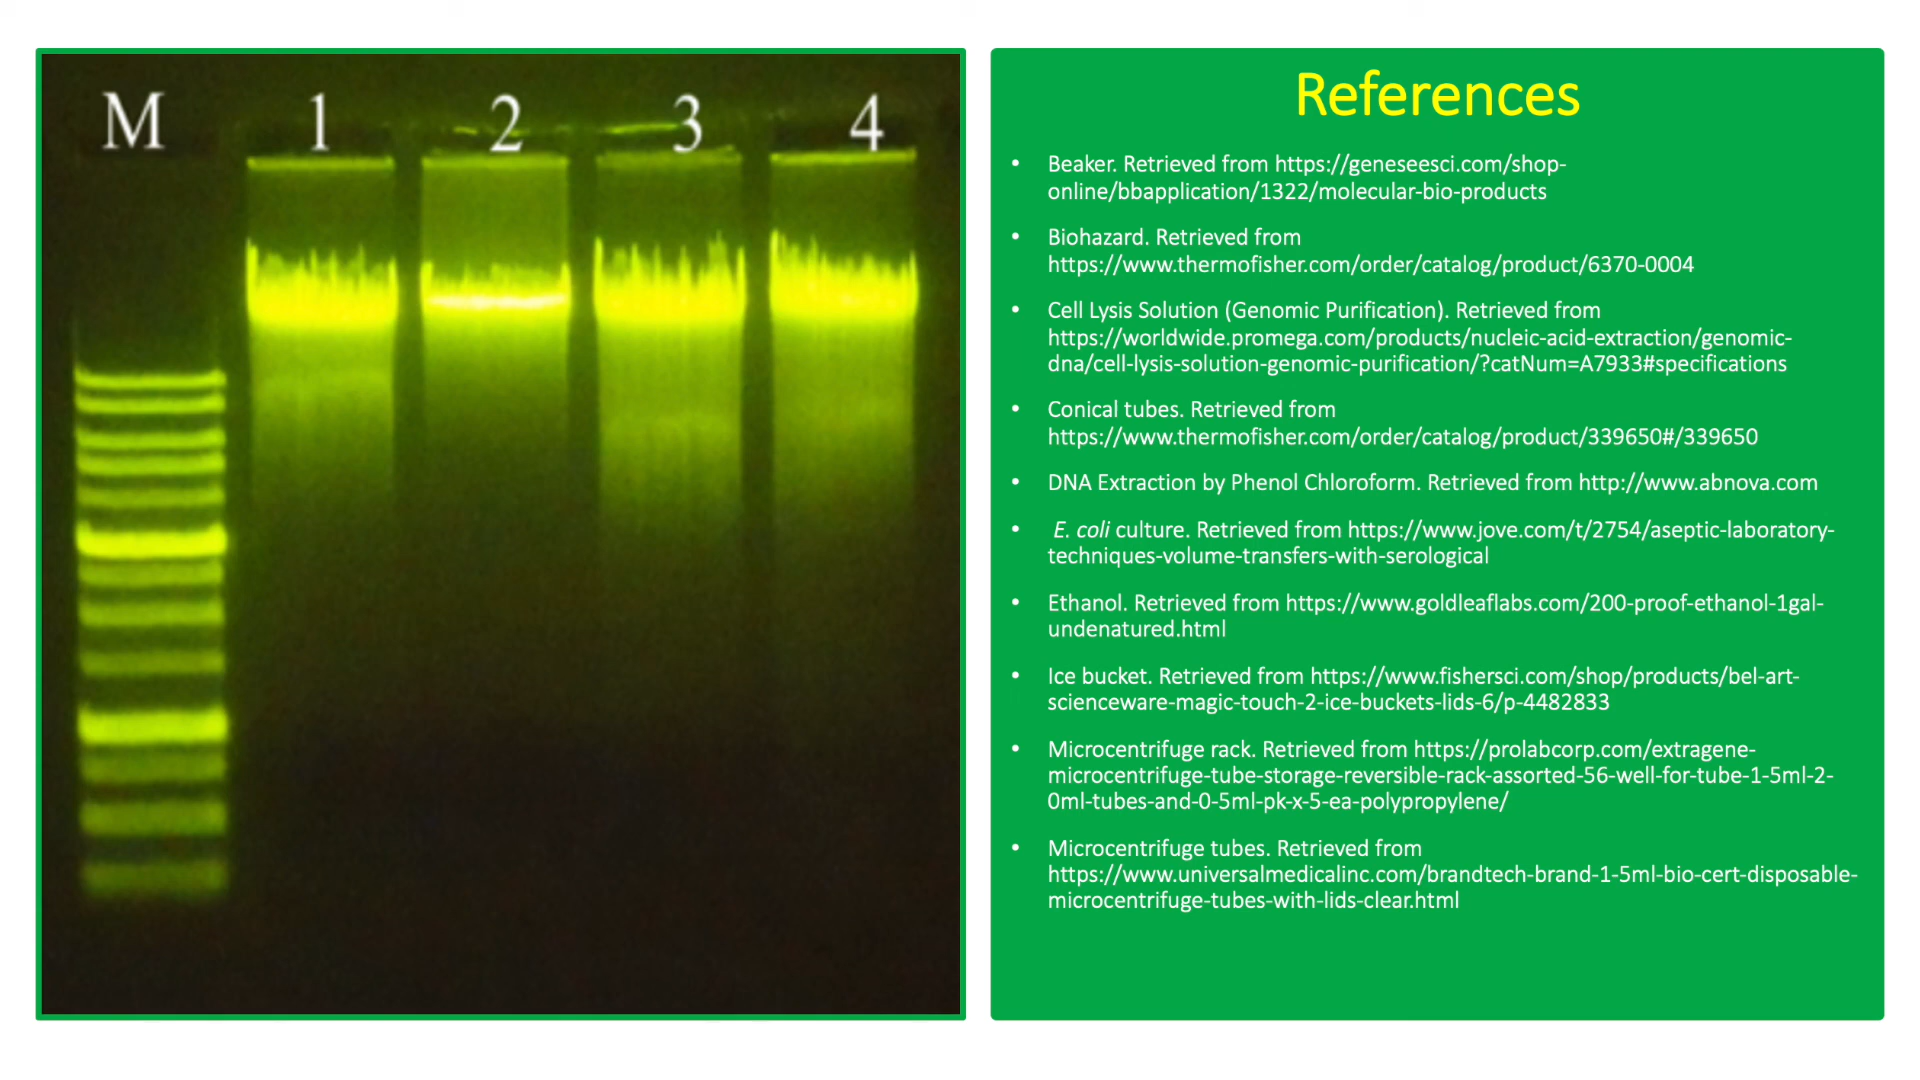 M 1 2 3 4
References
• Beaker. Retrieved from https://geneseesci.com/shop-
online/bbapplication/1322/molecular-bio-products
• Biohazard. Retrieved from
https://www.thermofisher.com/order/catalog/product/6370-0004
• Cell Lysis Solution (Genomic Purification). Retrieved from
https://worldwide.promega.com/products/nucleic-acid-extraction/genomic-
dna/cell-lysis-solution-genomic-purification/?catNum=A7933#specifications
• Conical tubes. Retrieved from
https://www.thermofisher.com/order/catalog/product/339650#/339650
• DNA Extraction by Phenol Chloroform. Retrieved from http://www.abnova.com
• E. coli culture. Retrieved from https://www.jove.com/t/2754/aseptic-laboratory-
techniques-volume-transfers-with-serological
• Ethanol. Retrieved from https://www.goldleaflabs.com/200-proof-ethanol-1gal-
undenatured.html
• Ice bucket. Retrieved from https://www.fishersci.com/shop/products/bel-art-
scienceware-magic-touch-2-ice-buckets-lids-6/p-4482833
• Microcentrifuge rack. Retrieved from https://prolabcorp.com/extragene-
microcentrifuge-tube-storage-reversible-rack-assorted-56-well-for-tube-1-5ml-2-
0ml-tubes-and-0-5ml-pk-x-5-ea-polypropylene/
• Microcentrifuge tubes. Retrieved from
https://www.universalmedicalinc.com/brandtech-brand-1-5ml-bio-cert-disposable-
microcentrifuge-tubes-with-lids-clear.html